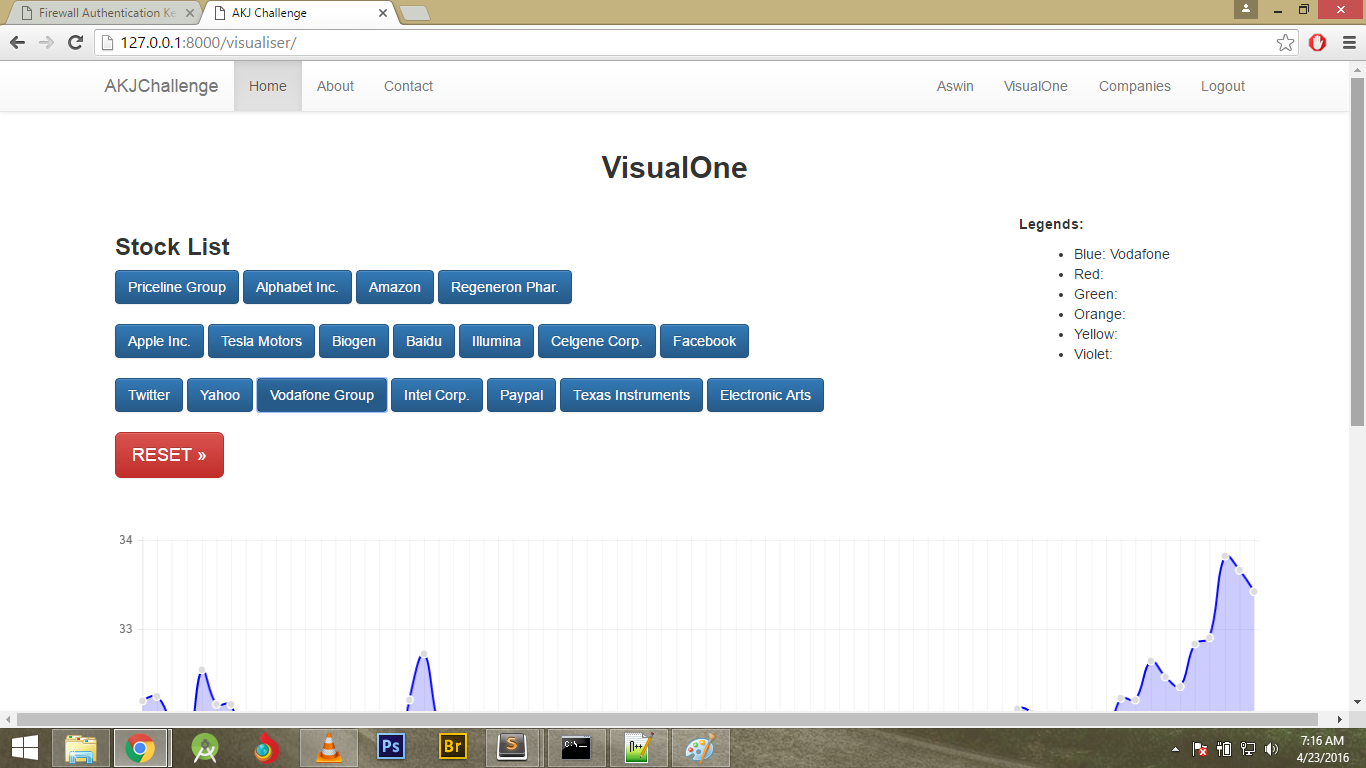 Firewall Authentication Ke
AKJ Challenge
127.0.0.1:8000/visualiser/
AKJChallenge Home About Contact Aswin VisualOne Companies Logout
VisualOne
Legends:
Blue: Vodafone
Red:
Green:
Orange:
Yellow:
Violet:
Stock List
Priceline Group Alphabet Inc. Amazon Regeneron Phar.
Apple Inc. Tesla Motors Biogen Baidu Illumina Celgene Corp. Facebook
Twitter Yahoo Vodafone Group Intel Corp. Paypal Texas Instruments Electronic Arts
RESET »
34
33
Ps Br S C:\ N++
7:16 AM
4/23/2016